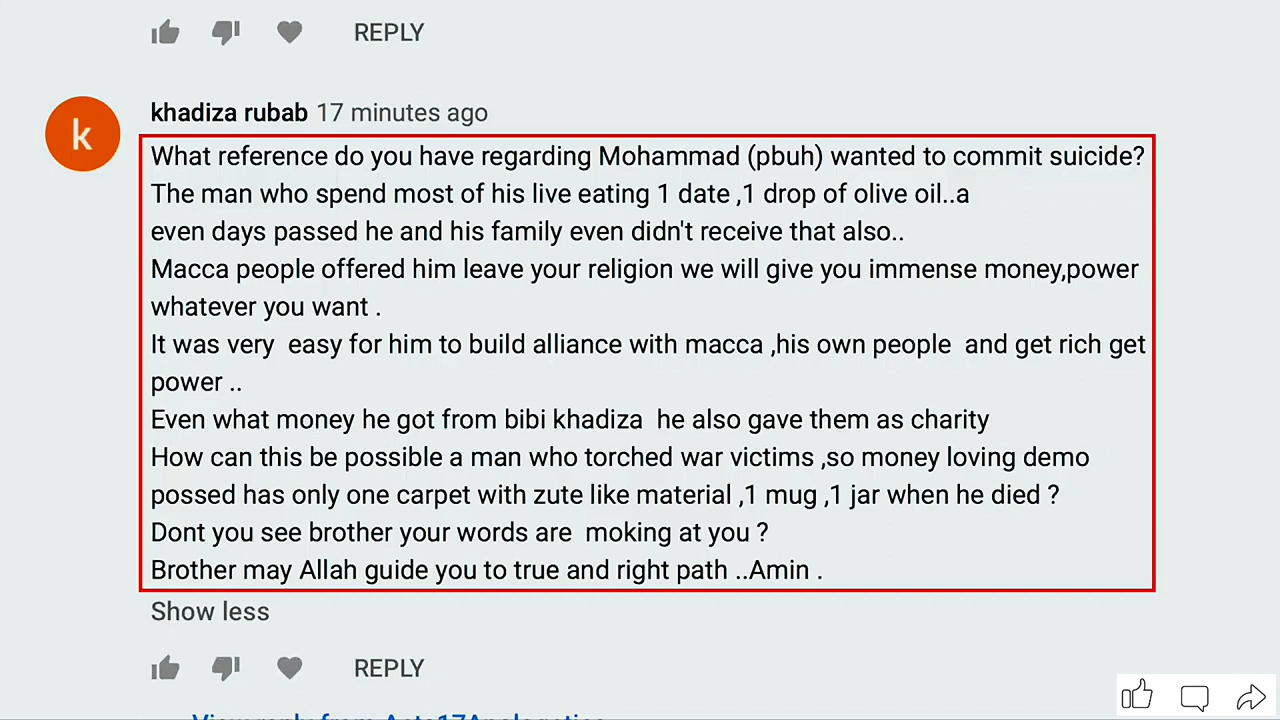 REPLY
khadiza rubab 17 minutes ago
k
What reference do you have regarding Mohammad (pbuh) wanted to commit suicide?
The man who spend most of his live eating 1 date ,1 drop of olive oil..a
even days passed he and his family even didn't receive that also..
Macca people offered him leave your religion we will give you immense money,power
whatever you want .
It was very  easy for him to build alliance with macca ,his own people  and get rich get
power ..
Even what money he got from bibi khadiza  he also gave them as charity
How can this be possible a man who torched war victims ,so money loving demo
possed has only one carpet with zute like material ,1 mug ,1 jar when he died ?
Dont you see brother your words are  moking at you ?
Brother may Allah guide you to true and right path ..Amin .
Show less
REPLY
View reply from Acts17Apologetics